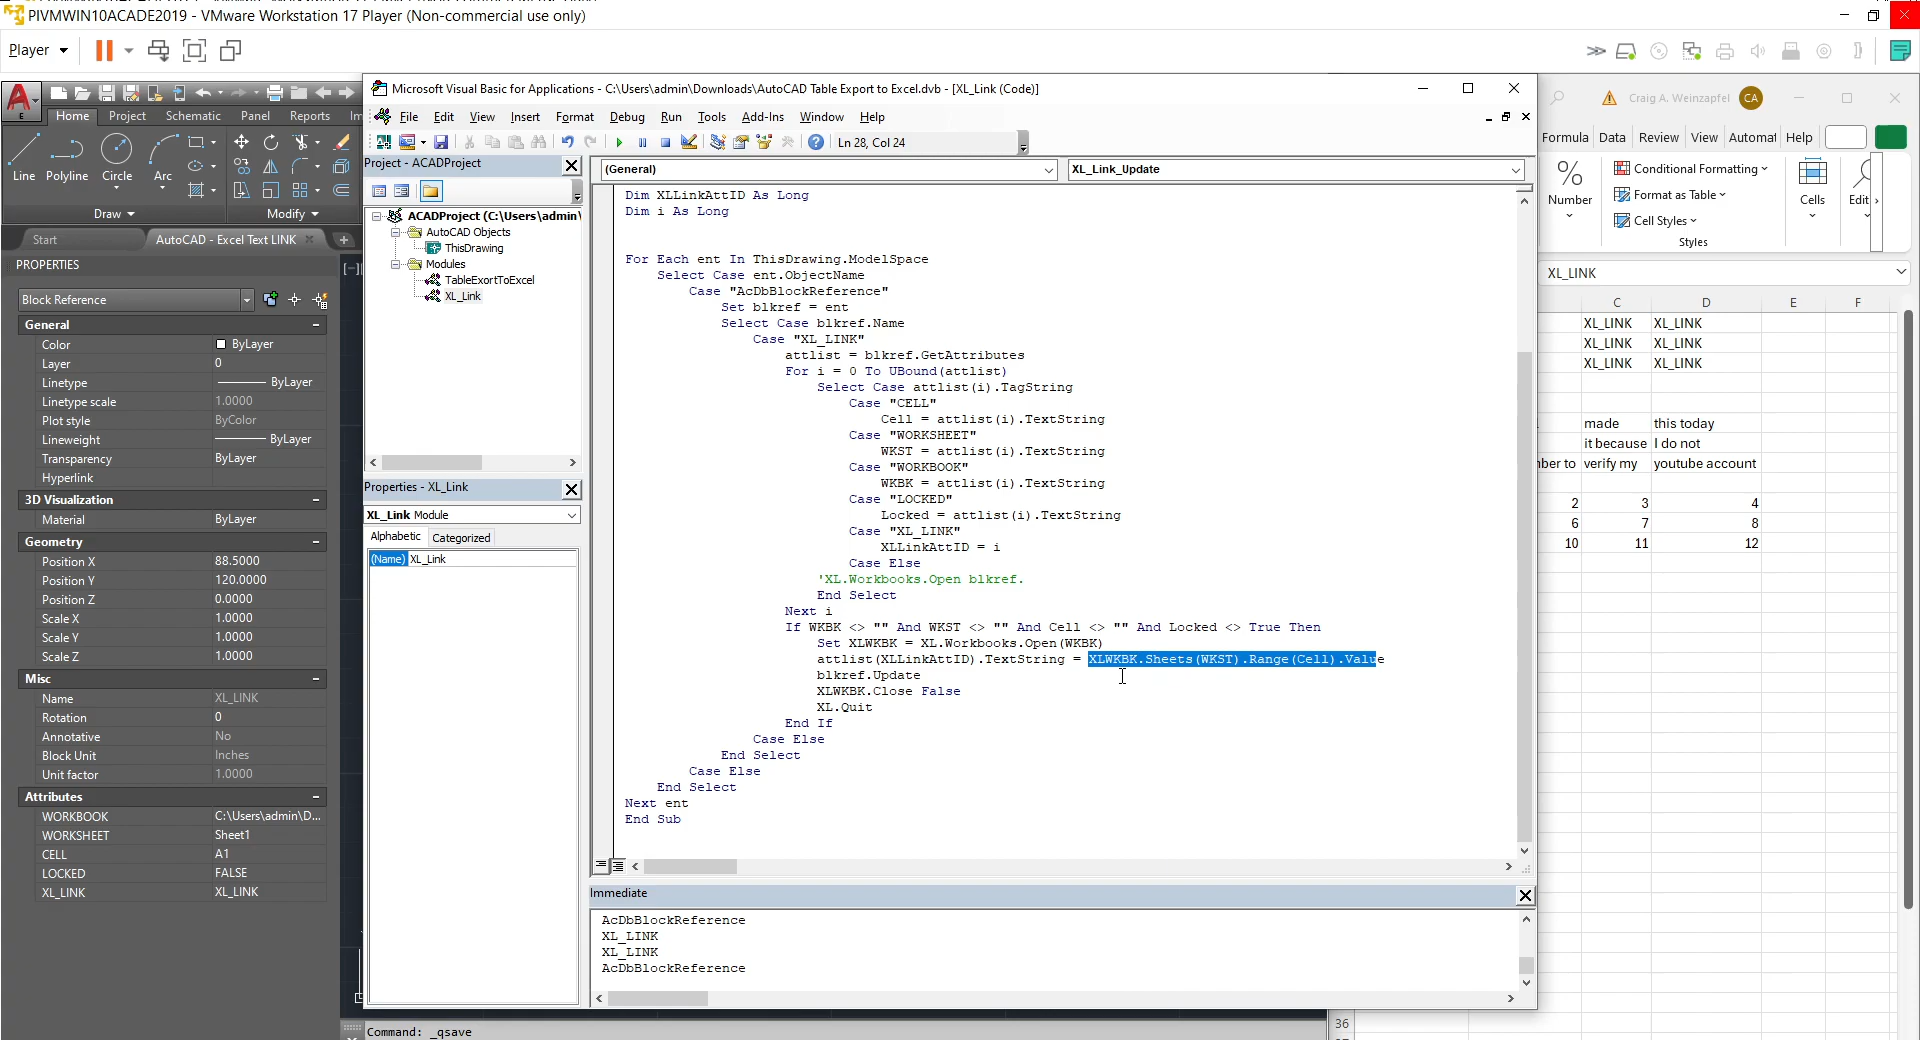 PIVMWIN10ACADE2019 - VMware Workstation 17 Player (Non-commercial use only)
Player
Microsoft Visual Basic for Applications - C:\Users\admin\Downloads\AutoCAD Table Export to Excel.dvb - [XL_Link (Code)]
File Edit View Insert Format Debug Run Tools Add-Ins Window Help
Ln 28, Col 24
Home Project Schematic Panel Reports Im
Line Polyline Circle Arc
Draw Modify
Start AutoCAD - Excel Text LINK
PROPERTIES
Block Reference
General
Color ByLayer
Layer 0
Linetype ByLayer
Linetype scale 1.0000
Plot style ByColor
Lineweight ByLayer
Transparency ByLayer
Hyperlink
3D Visualization
Material ByLayer
Geometry
Position X 88.5000
Position Y 120.0000
Position Z 0.0000
Scale X 1.0000
Scale Y 1.0000
Scale Z 1.0000
Misc
Name XL_LINK
Rotation 0
Annotative No
Block Unit Inches
Unit factor 1.0000
Attributes
WORKBOOK C:\Users\admin\D...
WORKSHEET Sheet1
CELL A1
LOCKED FALSE
XL_LINK XL_LINK
Project - ACADProject
ACADProject (C:\Users\admin\
AutoCAD Objects
ThisDrawing
Modules
TableExortToExcel
XL_Link
Properties - XL_Link
XL_Link Module
Alphabetic Categorized
(Name) XL_Link
(General) XL_Link_Update
Dim XLLinkAttID As Long
Dim i As Long
For Each ent In ThisDrawing.ModelSpace
Select Case ent.ObjectName
Case "AcDbBlockReference"
Set blkref = ent
Select Case blkref.Name
Case "XL_LINK"
attlist = blkref.GetAttributes
For i = 0 To UBound(attlist)
Select Case attlist(i).TagString
Case "CELL"
Cell = attlist(i).TextString
Case "WORKSHEET"
WKST = attlist(i).TextString
Case "WORKBOOK"
WKBK = attlist(i).TextString
Case "LOCKED"
Locked = attlist(i).TextString
Case "XL_LINK"
XLLinkAttID = i
Case Else
'XL.Workbooks.Open blkref.
End Select
Next i
If WKBK <> "" And WKST <> "" And Cell <> "" And Locked <> True Then
Set XLWKBK = XL.Workbooks.Open(WKBK)
attlist(XLLinkAttID).TextString = XLWKBK.Sheets(WKST).Range(Cell).Value
blkref.Update
XLWKBK.Close False
XL.Quit
End If
Case Else
End Select
Case Else
End Select
Next ent
End Sub
Immediate
AcDbBlockReference
XL_LINK
XL_LINK
AcDbBlockReference
Command: _qsave
Craig A. Weinzapfel CA
Formula Data Review View Automat Help
Number
Conditional Formatting
Format as Table
Cell Styles
Styles
Cells
Edit
XL_LINK
C D E F
XL_LINK XL_LINK
XL_LINK XL_LINK
XL_LINK XL_LINK
made this today
it because I do not
ber to verify my youtube account
2 3 4
6 7 8
10 11 12
36